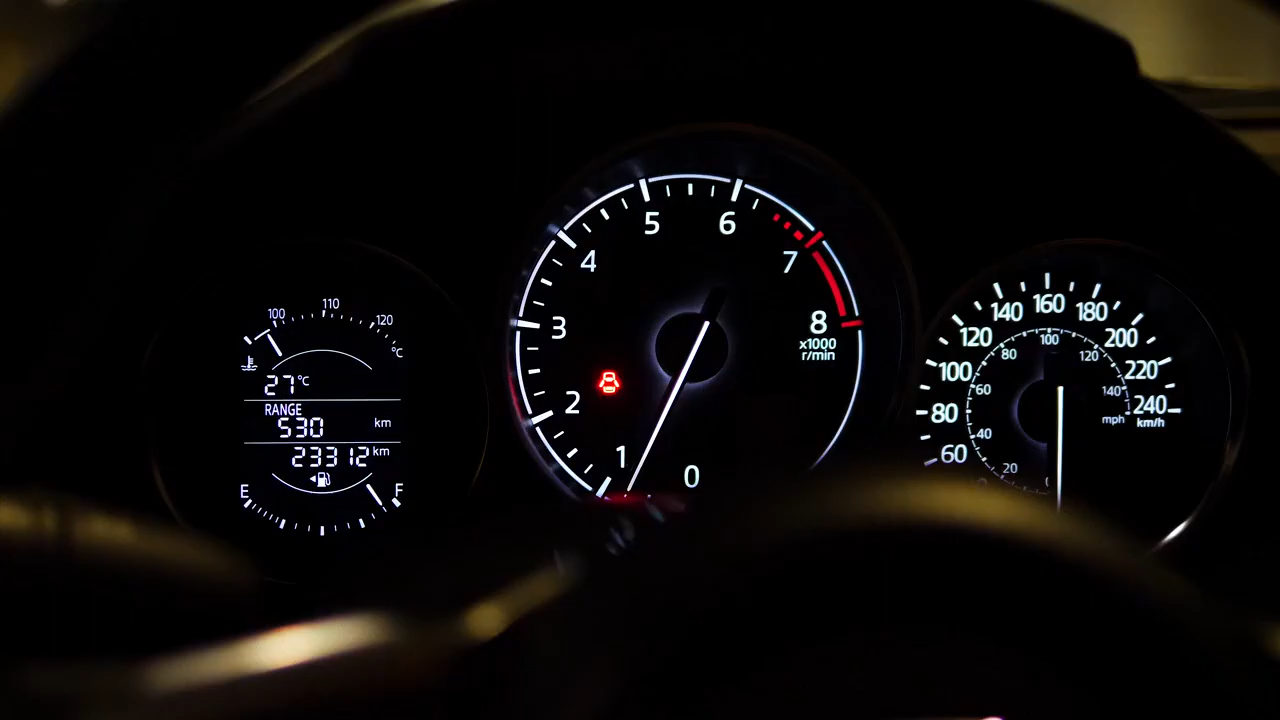 100 110 120
°C
27°C
RANGE
530 km
23312 km
E F
0 1 2 3 4 5 6 7 8
x1000
r/min
60 80 100 120 140 160 180 200 220 240
km/h
0 20 40 60 80 100 120 140
mph